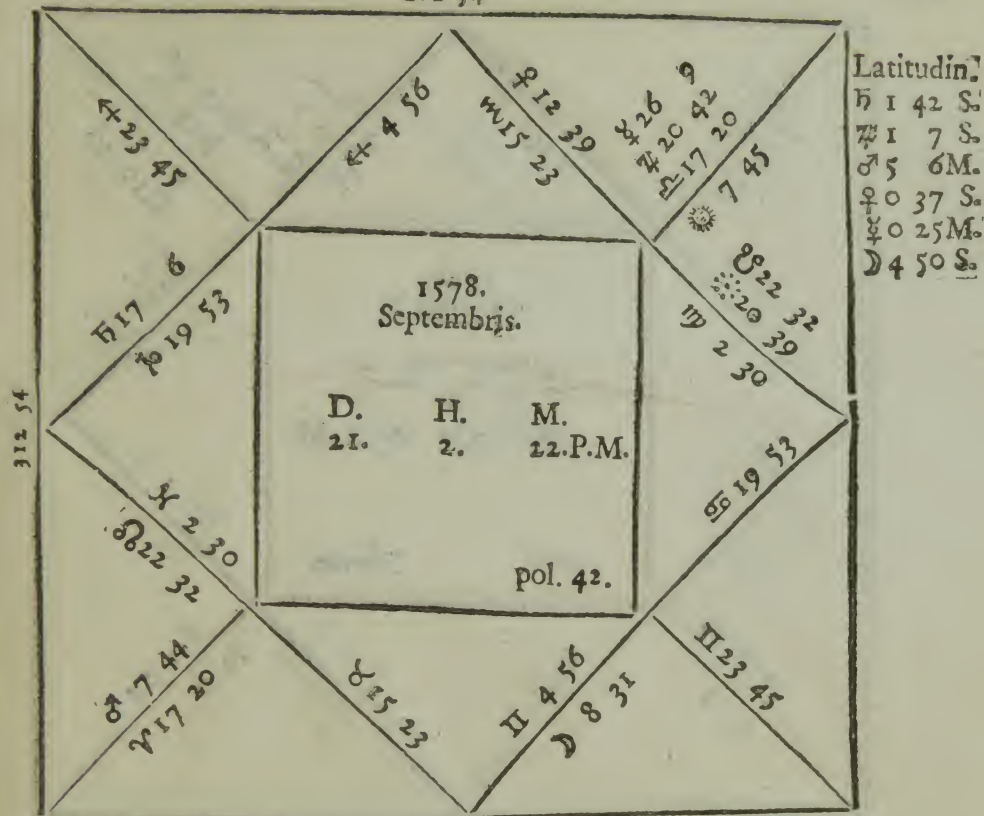 ♐ 23 45
♐ 4 56
♀ 12 39
♏ 15 23
☿ 26 9
♃ 20 42
♎ 17 20
☉ 7 45
☋ 22 32
20 39
♍ 2 30
Latitudin.
♄ 1 42 S.
♃ 1 7 S.
♂ 5 6 M.
♀ 0 37 S.
☿ 0 25 M.
☽ 4 50 S.
♄ 17 6
♑ 19 53
1578.
Septembris.
D. H. M.
21. 2. 22. P.M.
pol. 42.
312 54
♋ 19 53
♓ 2 30
☊ 22 32
♂ 7 44
♈ 17 20
♉ 15 23
♊ 4 56
☽ 8 31
♊ 23 45